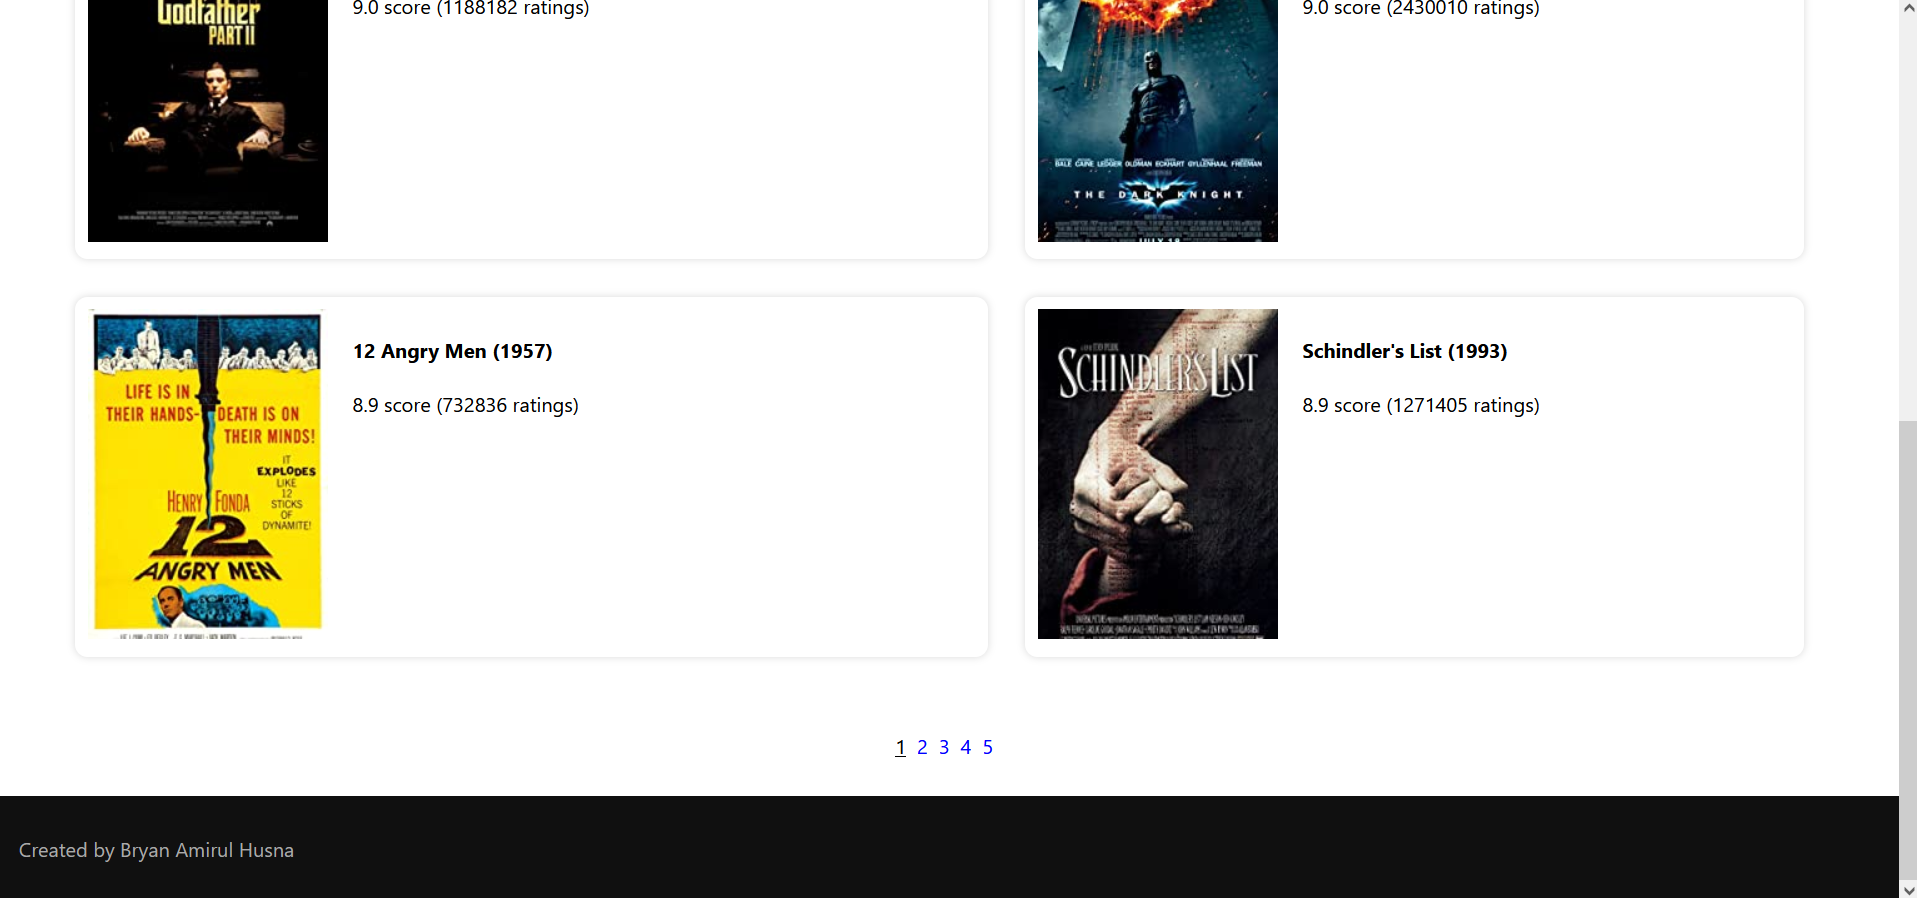 Godfather
PART II
9.0 score (1188182 ratings)
9.0 score (2430010 ratings)
BALE CAINE LEDGER OLDMAN ECKHART GYLLENHAAL FREEMAN
THE DARK KNIGHT
JULY 18
LIFE IS IN
THEIR HANDS- DEATH IS ON
THEIR MINDS!
IT
EXPLODES
LIKE
12
STICKS
OF
DYNAMITE!
HENRY FONDA
12
ANGRY MEN
12 Angry Men (1957)
8.9 score (732836 ratings)
SCHINDLER'S LIST
Schindler's List (1993)
8.9 score (1271405 ratings)
1 2 3 4 5
Created by Bryan Amirul Husna